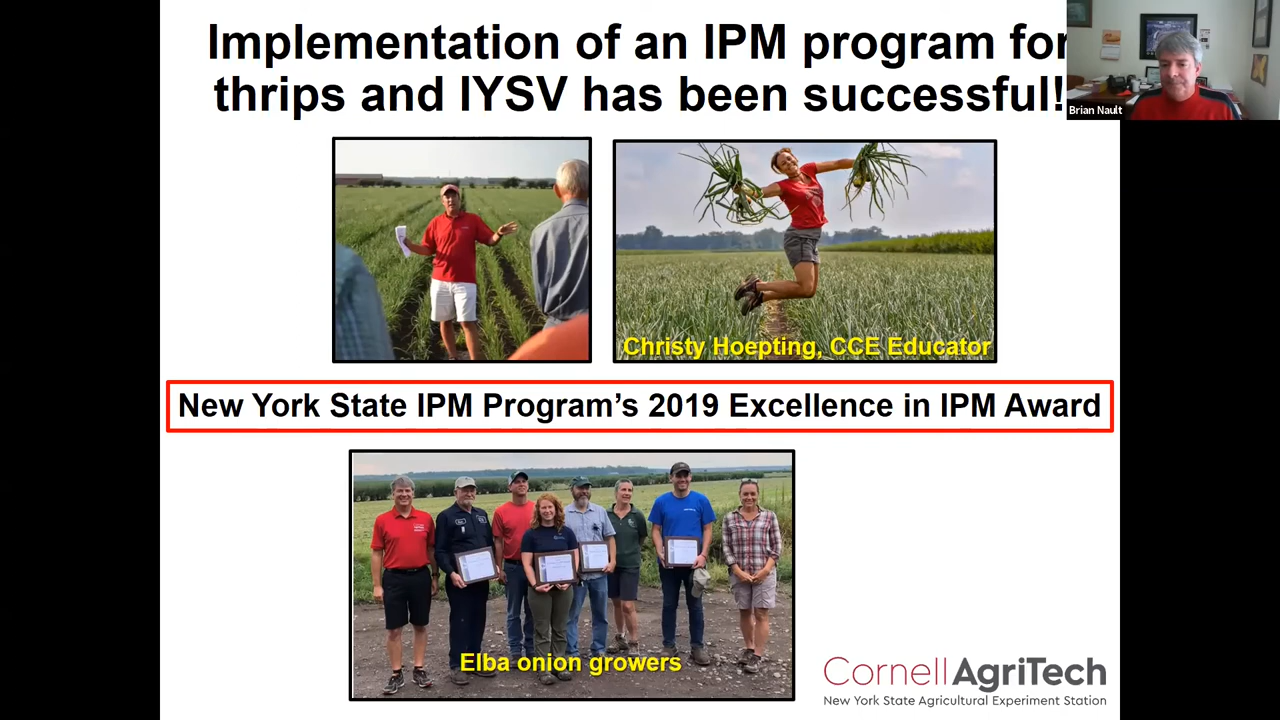 Implementation of an IPM program for
thrips and IYSV has been successful!
Brian Nault
Christy Hoepting, CCE Educator
New York State IPM Program's 2019 Excellence in IPM Award
Elba onion growers
Cornell AgriTech
New York State Agricultural Experiment Station